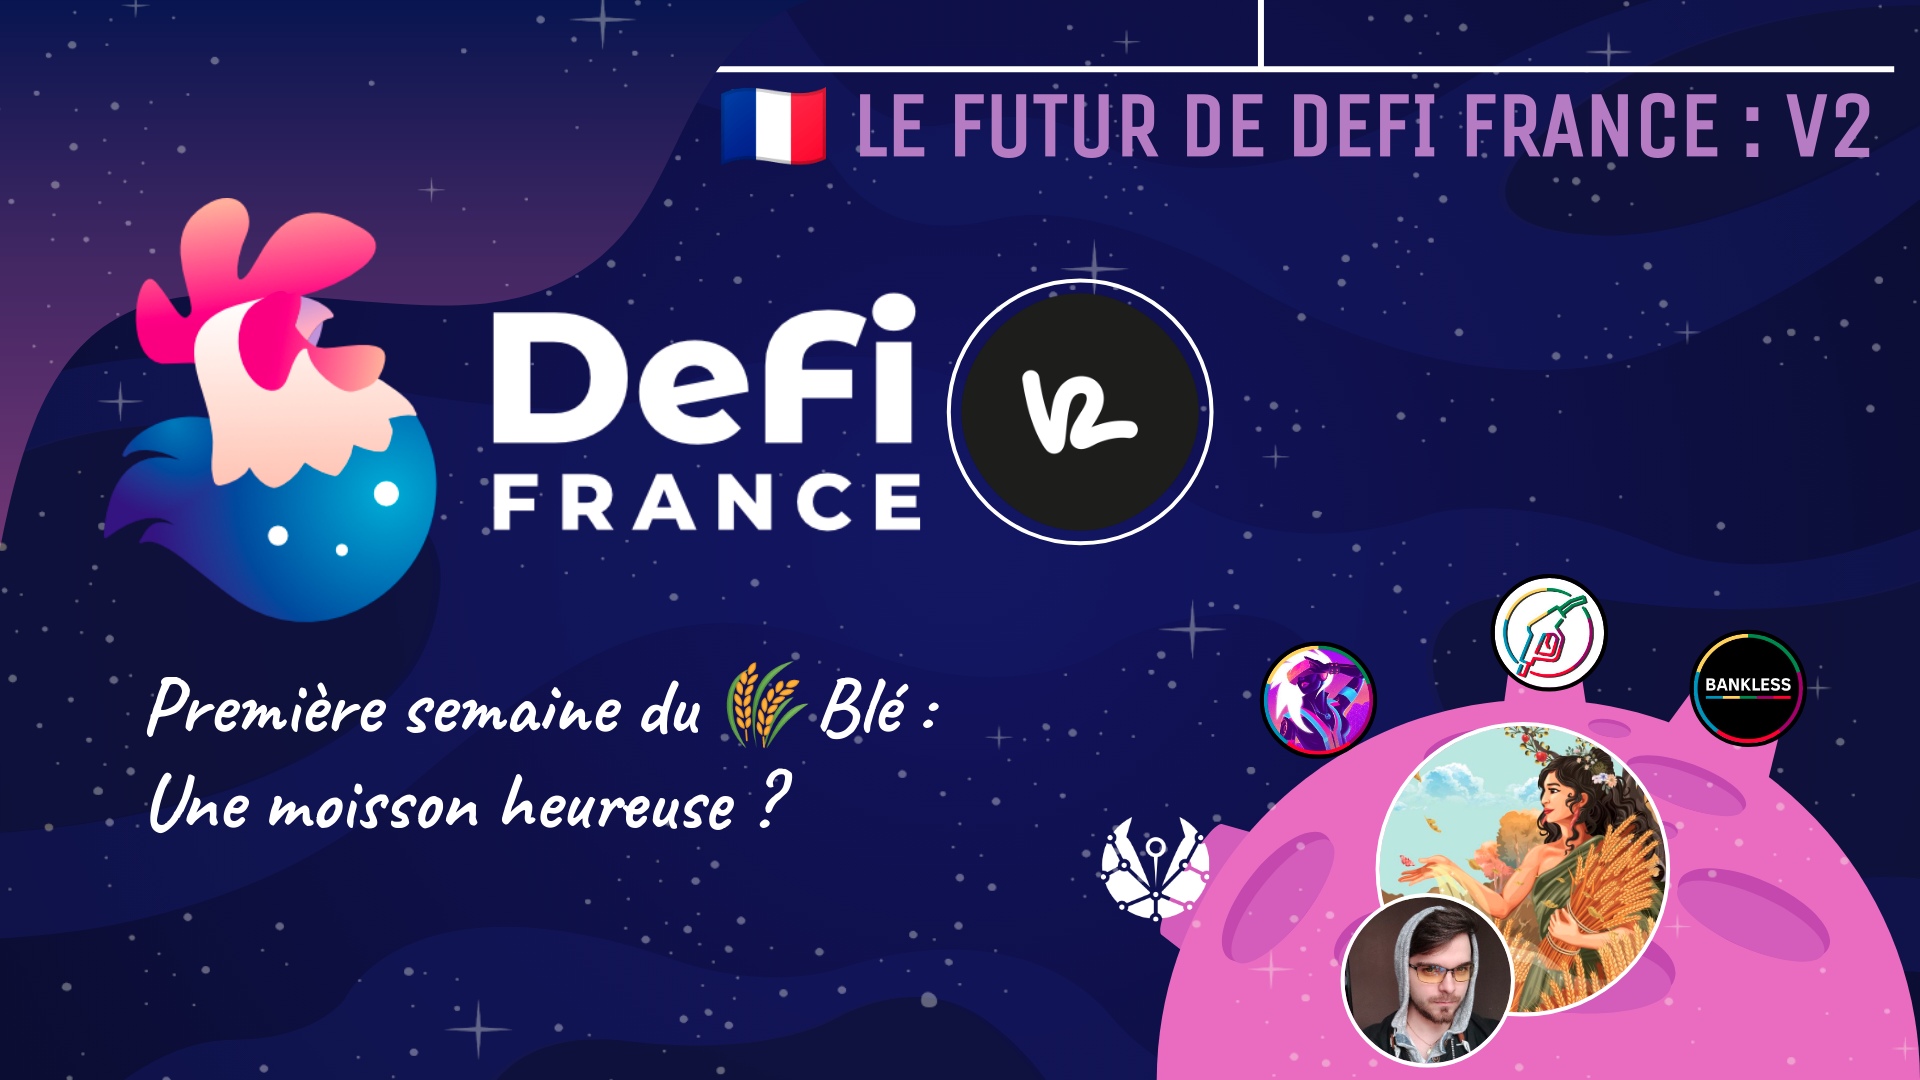 LE FUTUR DE DEFI FRANCE : V2
DeFi
FRANCE
V2
Première semaine du Blé :
Une moisson heureuse ?
BANKLESS